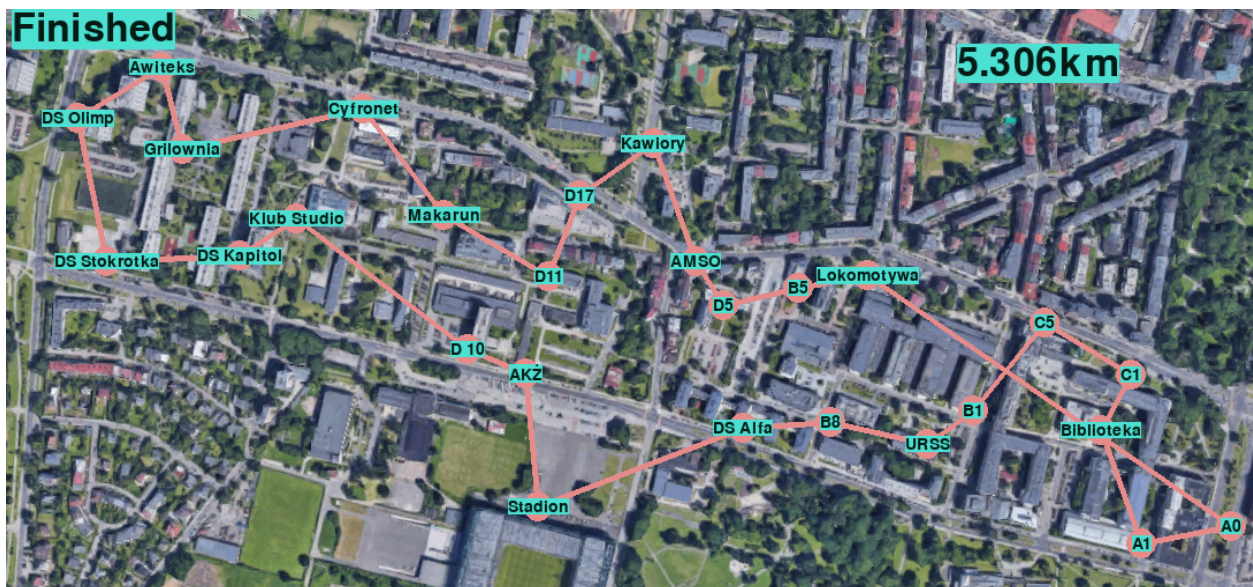 Finished
5.306km
Awiteks
DS Olimp
Cyfronet
Grilownia
Kawiory
D17
Klub Studio
Makarun
DS Stokrotka
DS Kapitol
D11
AMSO
Lokomotywa
B5
D5
C5
D 10
AKŻ
C1
B1
DS Alfa
B8
Biblioteka
URSS
Stadion
A0
A1